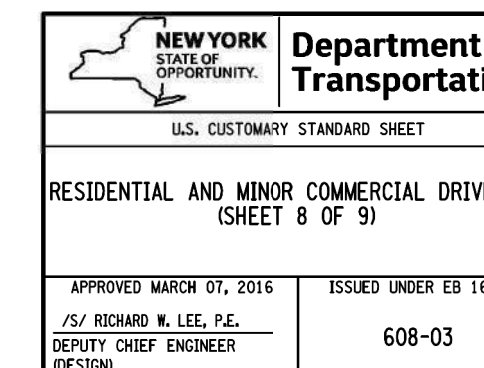 NEW YORK
STATE OF
OPPORTUNITY.
Department
Transportati
U.S. CUSTOMARY STANDARD SHEET
RESIDENTIAL AND MINOR COMMERCIAL DRIV
(SHEET 8 OF 9)
APPROVED MARCH 07, 2016
/S/ RICHARD W. LEE, P.E.
DEPUTY CHIEF ENGINEER
(DESIGN)
ISSUED UNDER EB 16
608-03